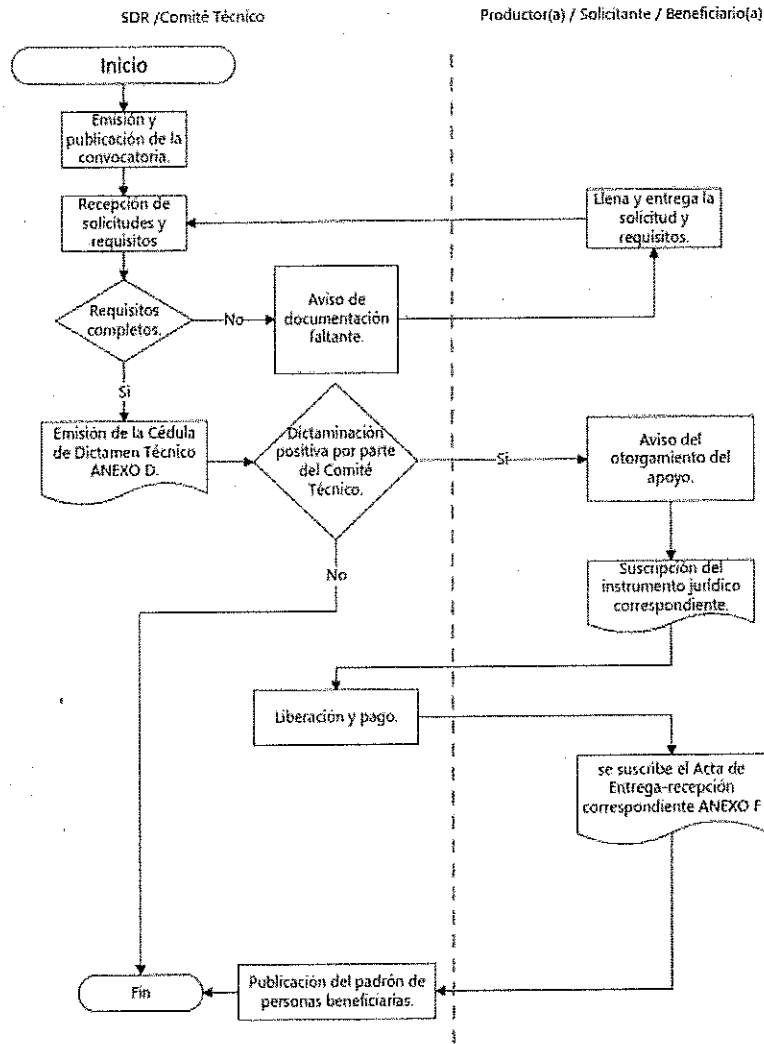 SDR /Comité Técnico
Productor(a) / Solicitante / Beneficiario(a)
Inicio
Emisión y
publicación de la
convocatoria.
Recepción de
solicitudes y
requisitos
Llena y entrega la
solicitud y
requisitos.
Requisitos
completos.
No
Aviso de
documentación
faltante.
Si
Emisión de la Cédula
de Dictamen Técnico
ANEXO D.
Dictaminación
positiva por parte
del Comité
Técnico.
Si
Aviso del
otorgamiento del
apoyo.
No
Suscripción del
instrumento jurídico
correspondiente.
Liberación y pago.
se suscribe el Acta de
Entrega-recepción
correspondiente ANEXO F
Fin
Publicación del padrón de
personas beneficiarias.